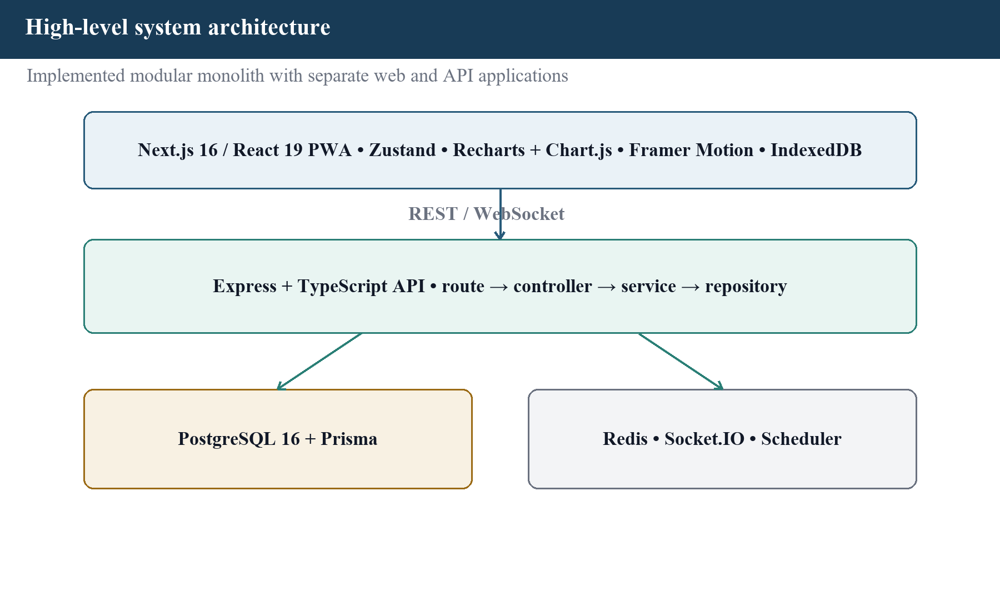 High-level system architecture
Implemented modular monolith with separate web and API applications
Next.js 16 / React 19 PWA • Zustand • Recharts + Chart.js • Framer Motion • IndexedDB
REST / WebSocket
Express + TypeScript API • route → controller → service → repository
PostgreSQL 16 + Prisma
Redis • Socket.IO • Scheduler